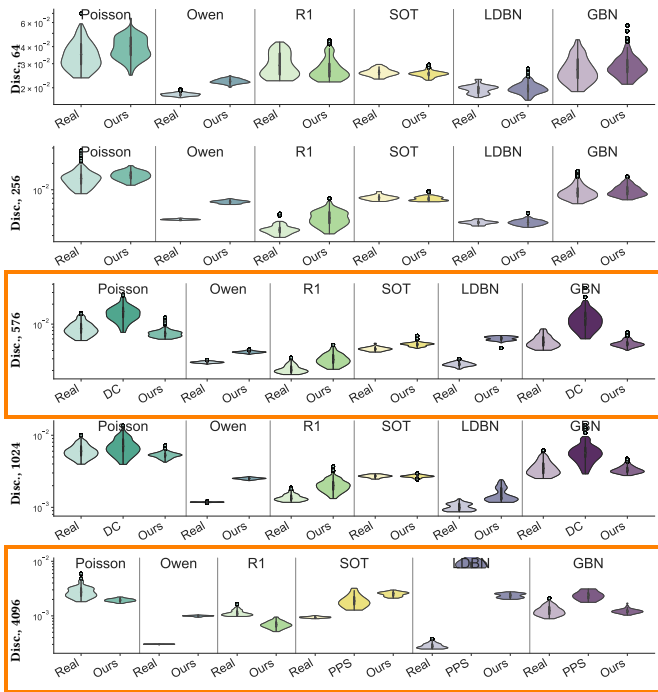 Poisson Owen R1 SOT LDBN GBN
Disc., 64
6 × 10⁻²
4 × 10⁻²
3 × 10⁻²
2 × 10⁻²
Real Ours Real Ours Real Ours Real Ours Real Ours Real Ours
Poisson Owen R1 SOT LDBN GBN
Disc., 256
10⁻²
Real Ours Real Ours Real Ours Real Ours Real Ours Real Ours
Poisson Owen R1 SOT LDBN GBN
Disc., 576
10⁻²
Real DC Ours Real Ours Real Ours Real Ours Real Ours Real DC Ours
Poisson Owen R1 SOT LDBN GBN
Disc., 1024
10⁻²
10⁻³
Real DC Ours Real Ours Real Ours Real Ours Real Ours Real DC Ours
Poisson Owen R1 SOT LDBN GBN
Disc., 4096
10⁻²
10⁻³
Real Ours Real Ours Real Ours Real PPS Ours Real PPS Ours Real PPS Ours